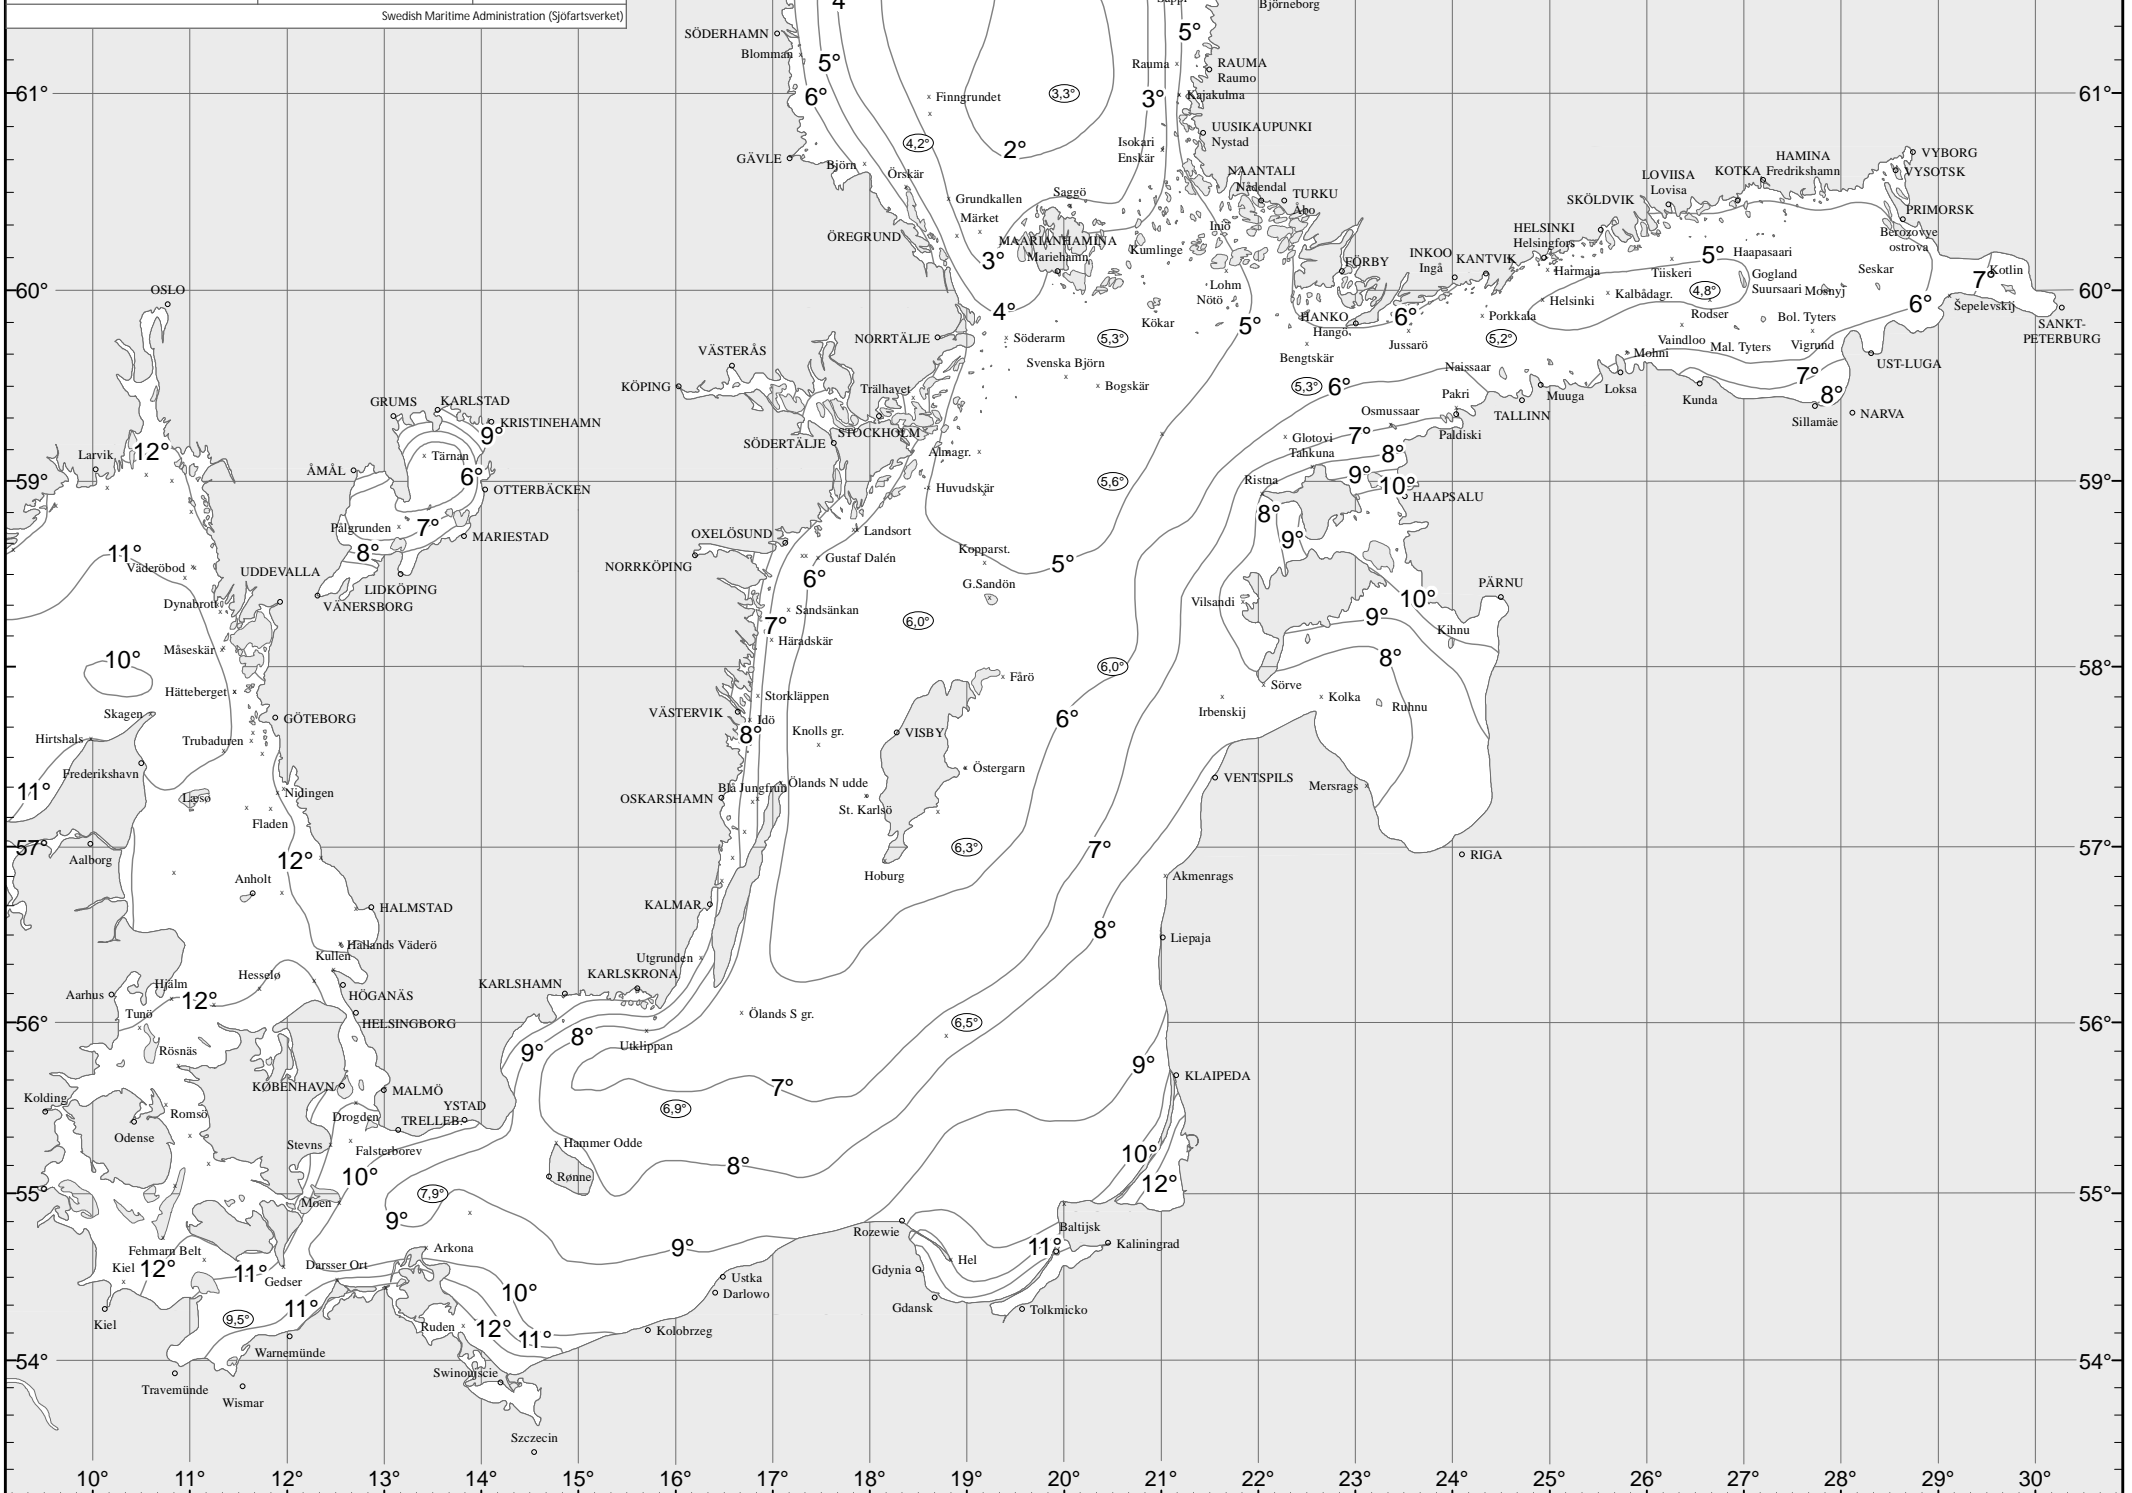 Swedish Maritime Administration (Sjöfartsverket)
4
Björneborg
SÖDERHAMN
5°
Blomman
5°
Rauma
RAUMA
Raumo
61°
6°
Finngrundet
3,3°
3°
Kajakulma
61°
UUSIKAUPUNKI
Nystad
4,2°
2°
Isokari
Enskär
GÄVLE
Björn
Örskär
NAANTALI
Nådendal
Saggö
TURKU
Åbo
HAMINA
Fredrikshamn
VYBORG
VYSOTSK
KOTKA
LOVIISA
Lovisa
SKÖLDVIK
PRIMORSK
Grundkallen
Märket
ÖREGRUND
MAARIANHAMINA
Mariehamn
Iniö
Kumlinge
3°
HELSINKI
Helsingfors
Berozovye
ostrova
INKOO
Ingå
KANTVIK
FÖRBY
5°
Haapasaari
Harmaja
Tiiskeri
Gogland
Suursaari
Seskar
Kotlin
7°
OSLO
60°
4°
Lohm
Nötö
Helsinki
Kalbådagr.
4,8°
Mosnyj
60°
Rodser
6°
Sepelevskij
SANKT-
PETERBURG
Kökar
5°
HANKO
Hangö
6°
Porkkala
Bol. Tyters
NORRTÄLJE
Söderarm
5,3°
Jussarö
5,2°
Vaindloo
Mal. Tyters
Vigrund
VÄSTERÅS
Svenska Björn
Bengtskär
Mohni
UST-LUGA
KÖPING
Trälhavet
Bogskär
5,3°
6°
Naissaar
Loksa
7°
8°
GRUMS
KARLSTAD
KRISTINEHAMN
9°
Pakri
Muuga
Kunda
NARVA
Osmussaar
TALLINN
Sillamäe
SÖDERTÄLJE
STOCKHOLM
Glotovi
Tahkuna
7°
Paldiski
Larvik
12°
Tärnan
Almagr.
8°
ÅMÅL
6°
59°
OTTERBÄCKEN
Huvudskär
5,6°
Ristna
9°
10°
HAAPSALU
59°
Pålgrunden
7°
MARIESTAD
Landsort
8°
OXELÖSUND
9°
11°
8°
Gustaf Dalén
Kopparst.
5°
Väderöbod
UDDEVALLA
NORRKÖPING
6°
G.Sandön
PÄRNU
Dynabrott
LIDKÖPING
VÄNERSBORG
Sandsänkan
Vilsandi
10°
7°
6,0°
9°
Kihnu
Måseskär
Häradskär
10°
6,0°
8°
58°
Hätteberget
Fårö
Sörve
Kolka
Storkläppen
Irbenskij
Ruhnu
Skagen
GÖTEBORG
VÄSTERVIK
Idö
6°
Hirtshals
Trubaduren
8°
Knolls gr.
VISBY
Frederikshavn
Östergarn
VENTSPILS
11°
Læsø
Nidingen
Blå Jungfrun
Ölands N udde
Mersrags
OSKARSHAMN
St. Karlsö
Fladen
57°
Aalborg
12°
6,3°
7°
57°
RIGA
Anholt
Hoburg
Akmenrags
HALMSTAD
KALMAR
8°
Liepaja
Hallands Väderö
Kullen
Utgrunden
Hesselø
KARLSKRONA
Hjälm
KARLSHAMN
Aarhus
12°
HÖGANÄS
Tunö
HELSINGBORG
Ölands S gr.
6,5°
56°
56°
Rösnäs
9°
8°
Utklippan
9°
KØBENHAVN
MALMÖ
7°
KLAIPEDA
Kolding
Romsö
Drogden
YSTAD
TRELLEB.
6,9°
Odense
Stevns
Falsterborev
Hammer Odde
10°
8°
10°
Rønne
12°
55°
Moen
7,9°
55°
9°
Rozewie
Baltijsk
Fehmarn Belt
Arkona
9°
11°
Kaliningrad
Kiel
12°
11°
Gedser
Darsser Ort
Gdynia
Hel
10°
Ustka
Darlowo
Gdansk
Tolkmicko
Kiel
9,5°
11°
Ruden
12°
11°
Kolobrzeg
Warnemünde
54°
Swinoujscie
54°
Travemünde
Wismar
Szczecin
10° 11° 12° 13° 14° 15° 16° 17° 18° 19° 20° 21° 22° 23° 24° 25° 26° 27° 28° 29° 30°